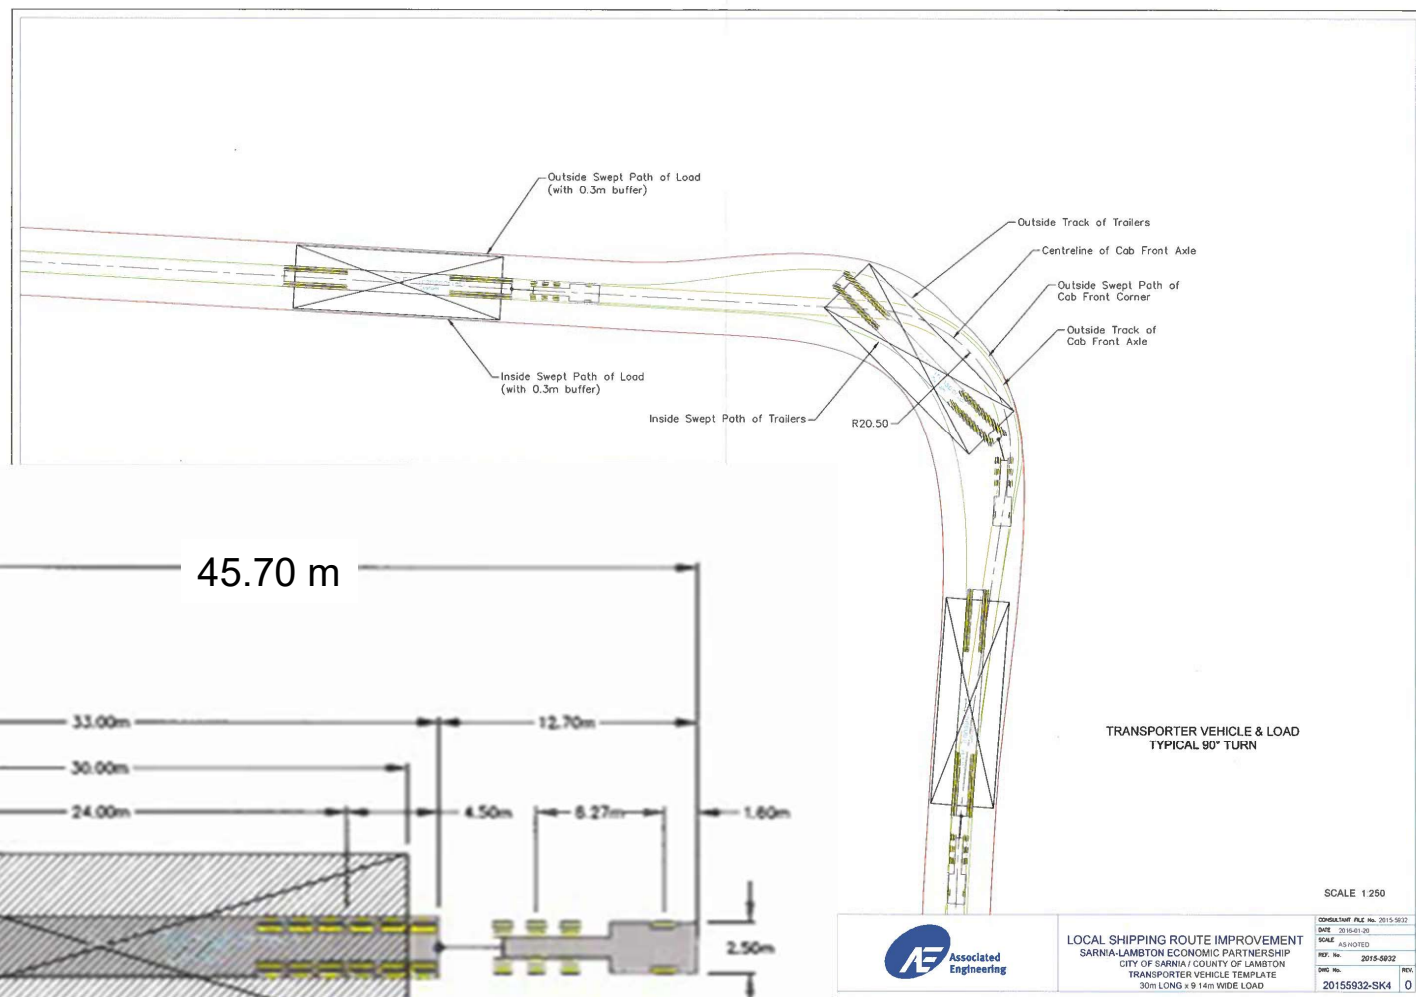 Outside Swept Path of Load
(with 0.3m buffer)
Outside Track of Trailers
Centreline of Cab Front Axle
Outside Swept Path of
Cab Front Corner
Outside Track of
Cab Front Axle
Inside Swept Path of Load
(with 0.3m buffer)
Inside Swept Path of Trailers
R20.50
45.70 m
33.00m
12.70m
30.00m
24.00m
4.50m
6.27m
1.60m
2.50m
TRANSPORTER VEHICLE & LOAD
TYPICAL 90° TURN
SCALE 1:250
AE
Associated
Engineering
LOCAL SHIPPING ROUTE IMPROVEMENT
SARNIA-LAMBTON ECONOMIC PARTNERSHIP
CITY OF SARNIA / COUNTY OF LAMBTON
TRANSPORTER VEHICLE TEMPLATE
30m LONG x 9.14m WIDE LOAD
CONSULTANT FILE No. 2015-5932
DATE 2016-01-20
SCALE AS NOTED
REF. No. 2015-5932
DWG No. REV.
20155932-SK4 0